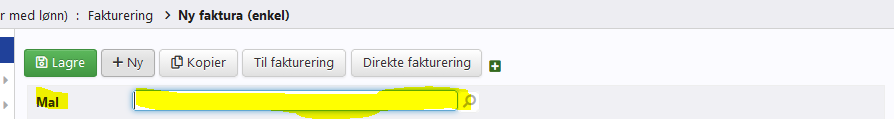 r med lønn) : Fakturering > Ny faktura (enkel)
Lagre + Ny Kopier Til fakturering Direkte fakturering
Mal